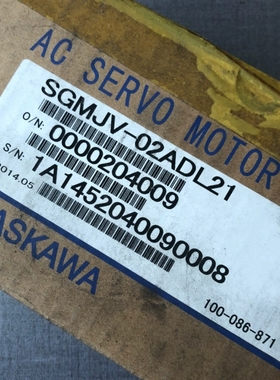 AC SERVO MOTOR
SGMJV-02ADL21
O/N:
0000204009
S/N:
1A1452040090008
2014.05
ASKAWA
100-086-871